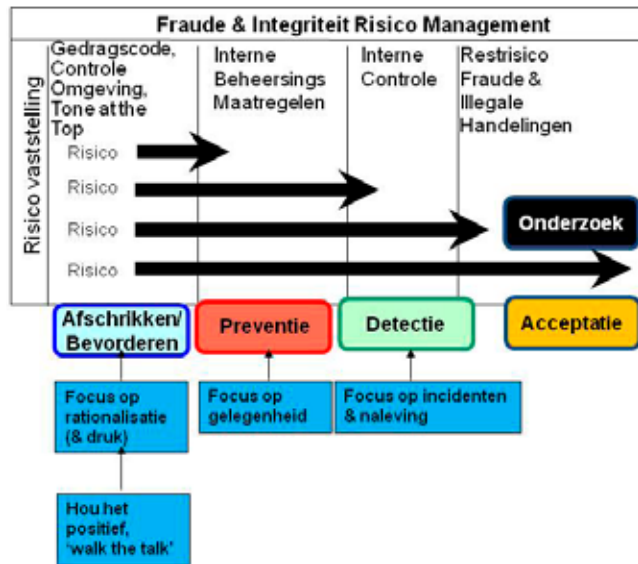 Fraude & Integriteit Risico Management
Risico vaststelling
Gedragscode,
Controle
Omgeving,
Tone at the
Top
Interne
Beheersings
Maatregelen
Interne
Controle
Restrisico
Fraude &
Illegale
Handelingen
Risico
Risico
Risico
Risico
Onderzoek
Afschrikken/
Bevorderen
Preventie
Detectie
Acceptatie
Focus op
rationalisatie
(& druk)
Focus op
gelegenheid
Focus op incidenten
& naleving
Hou het
positief,
'walk the talk'